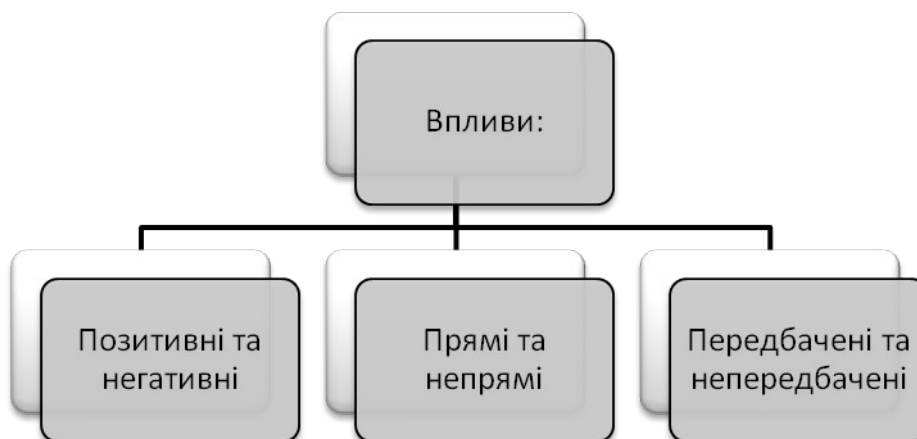 Впливи:
Позитивні та
негативні
Прямі та
непрямі
Передбачені та
непередбачені